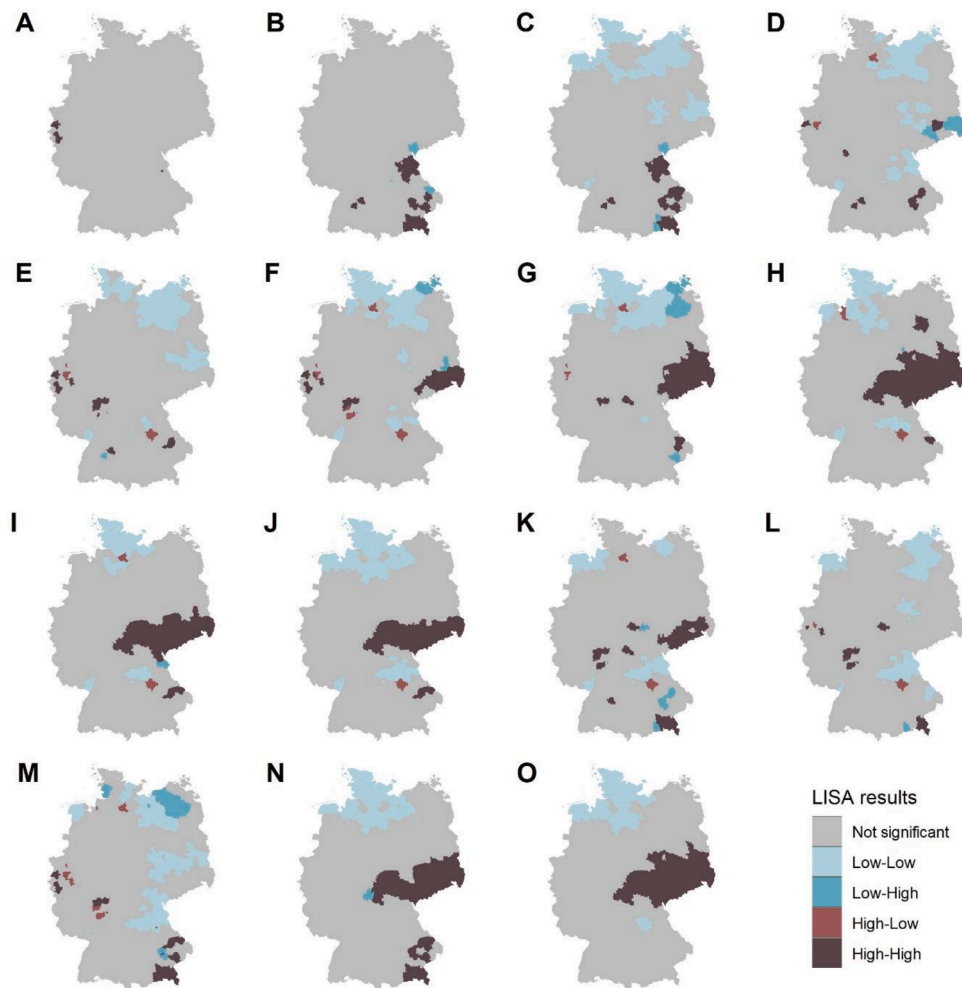 A B C D
E F G H
I J K L
M N O
LISA results
Not significant
Low-Low
Low-High
High-Low
High-High